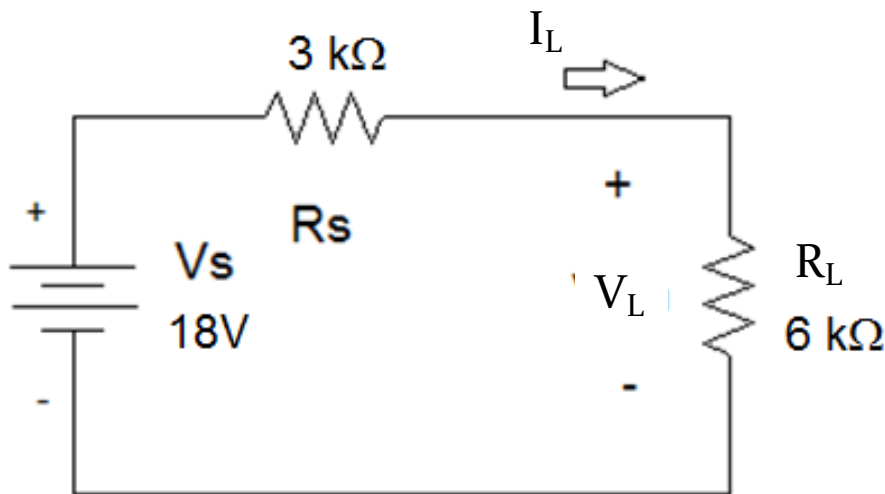 I_L
3 kΩ
+
+
Rs
Vs
R_L
V_L
18V
6 kΩ
-
-